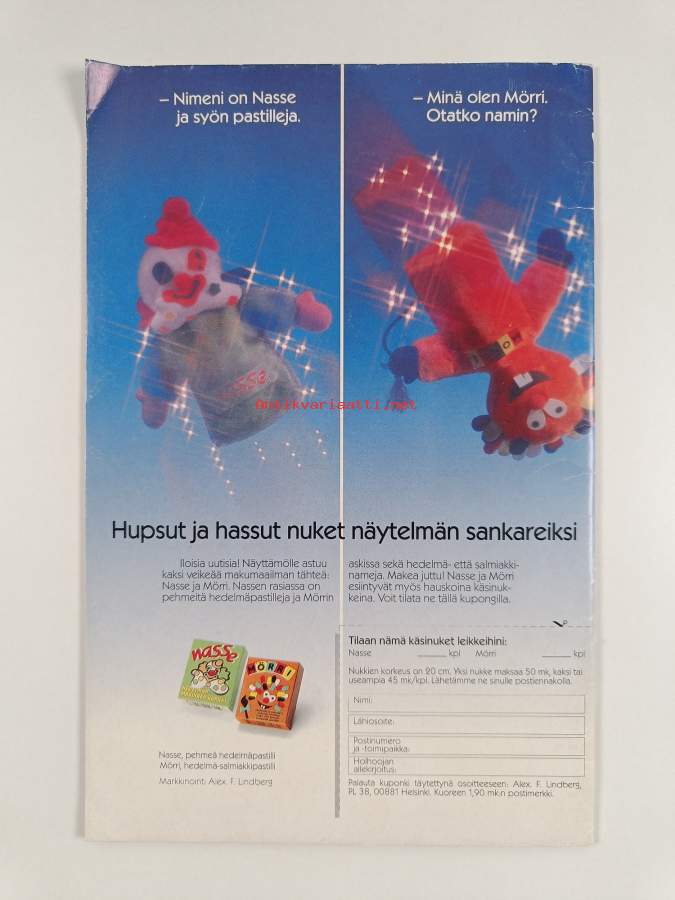 – Nimeni on Nasse
ja syön pastilleja.
– Minä olen Mörri.
Otatko namin?
Nasse
Antikvariaatti.net
Hupsut ja hassut nuket näytelmän sankareiksi
Iloisia uutisia! Näyttämölle astuu
kaksi veikeää makumaailman tähteä:
Nasse ja Mörri. Nassen rasiassa on
pehmeitä hedelmäpastilleja ja Mörrin
askissa sekä hedelmä- että salmiakki-
nameja. Makea juttu! Nasse ja Mörri
esiintyvät myös hauskoina käsinuk-
keina. Voit tilata ne tällä kupongilla.
nasse
MÖRRI
Nasse, pehmeä hedelmäpastilli
Mörri, hedelmä-salmiakkipastilli
Markkinointi: Alex. F. Lindberg
Tilaan nämä käsinuket leikkeihini:
Nasse ____ kpl Mörri ____ kpl
Nukkien korkeus on 20 cm. Yksi nukke maksaa 50 mk, kaksi tai
useampia 45 mk/kpl. Lähetämme ne sinulle postiennakolla.
Nimi:
Lähiosoite:
Postinumero
ja -toimipaikka:
Holhoojan
allekirjoitus:
Palauta kuponki täytettynä osoitteeseen: Alex. F. Lindberg,
PL 38, 00881 Helsinki. Kuoreen 1,90 mk:n postimerkki.